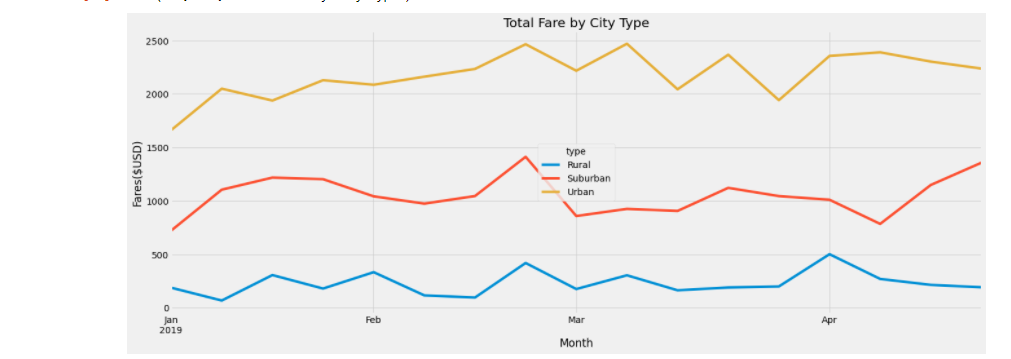 Total Fare by City Type
2500
2000
1500
1000
500
0
Fares($USD)
type
Rural
Suburban
Urban
Jan
2019
Feb
Mar
Apr
Month